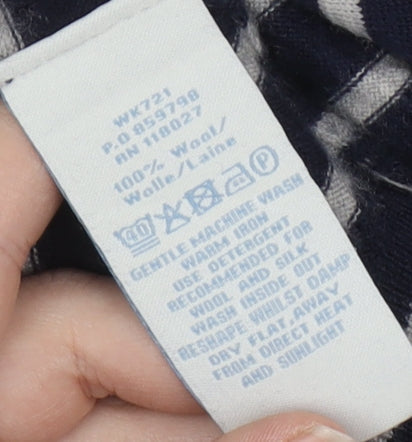 WK721
P.O 859798
RN 118027
100% Wool/
Wolle/Laine
40 P
GENTLE MACHINE WASH
WARM IRON
USE DETERGENT
RECOMMENDED FOR
WOOL AND SILK
WASH INSIDE OUT
RESHAPE WHILST DAMP
DRY FLAT, AWAY
FROM DIRECT HEAT
AND SUNLIGHT